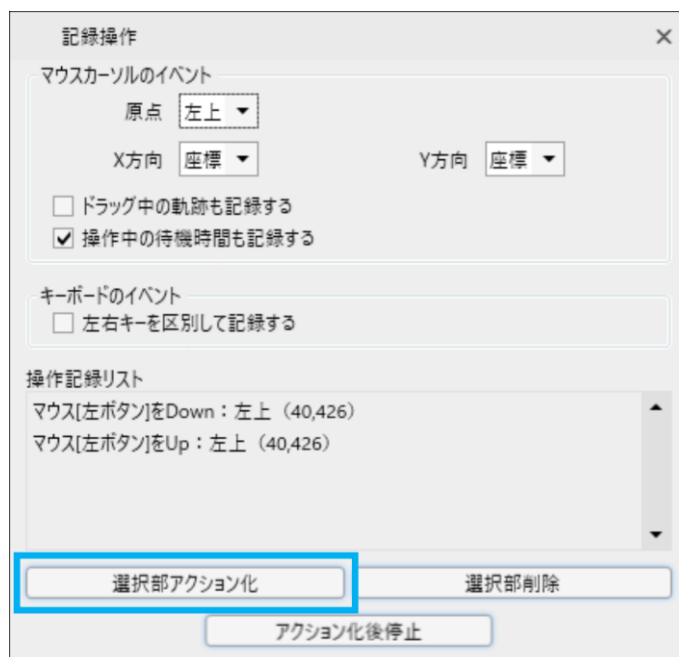 記録操作
マウスカーソルのイベント
原点 左上
X方向 座標 Y方向 座標
ドラッグ中の軌跡も記録する
操作中の待機時間も記録する
キーボードのイベント
左右キーを区別して記録する
操作記録リスト
マウス[左ボタン]をDown：左上（40,426）
マウス[左ボタン]をUp：左上（40,426）
選択部アクション化 選択部削除
アクション化後停止